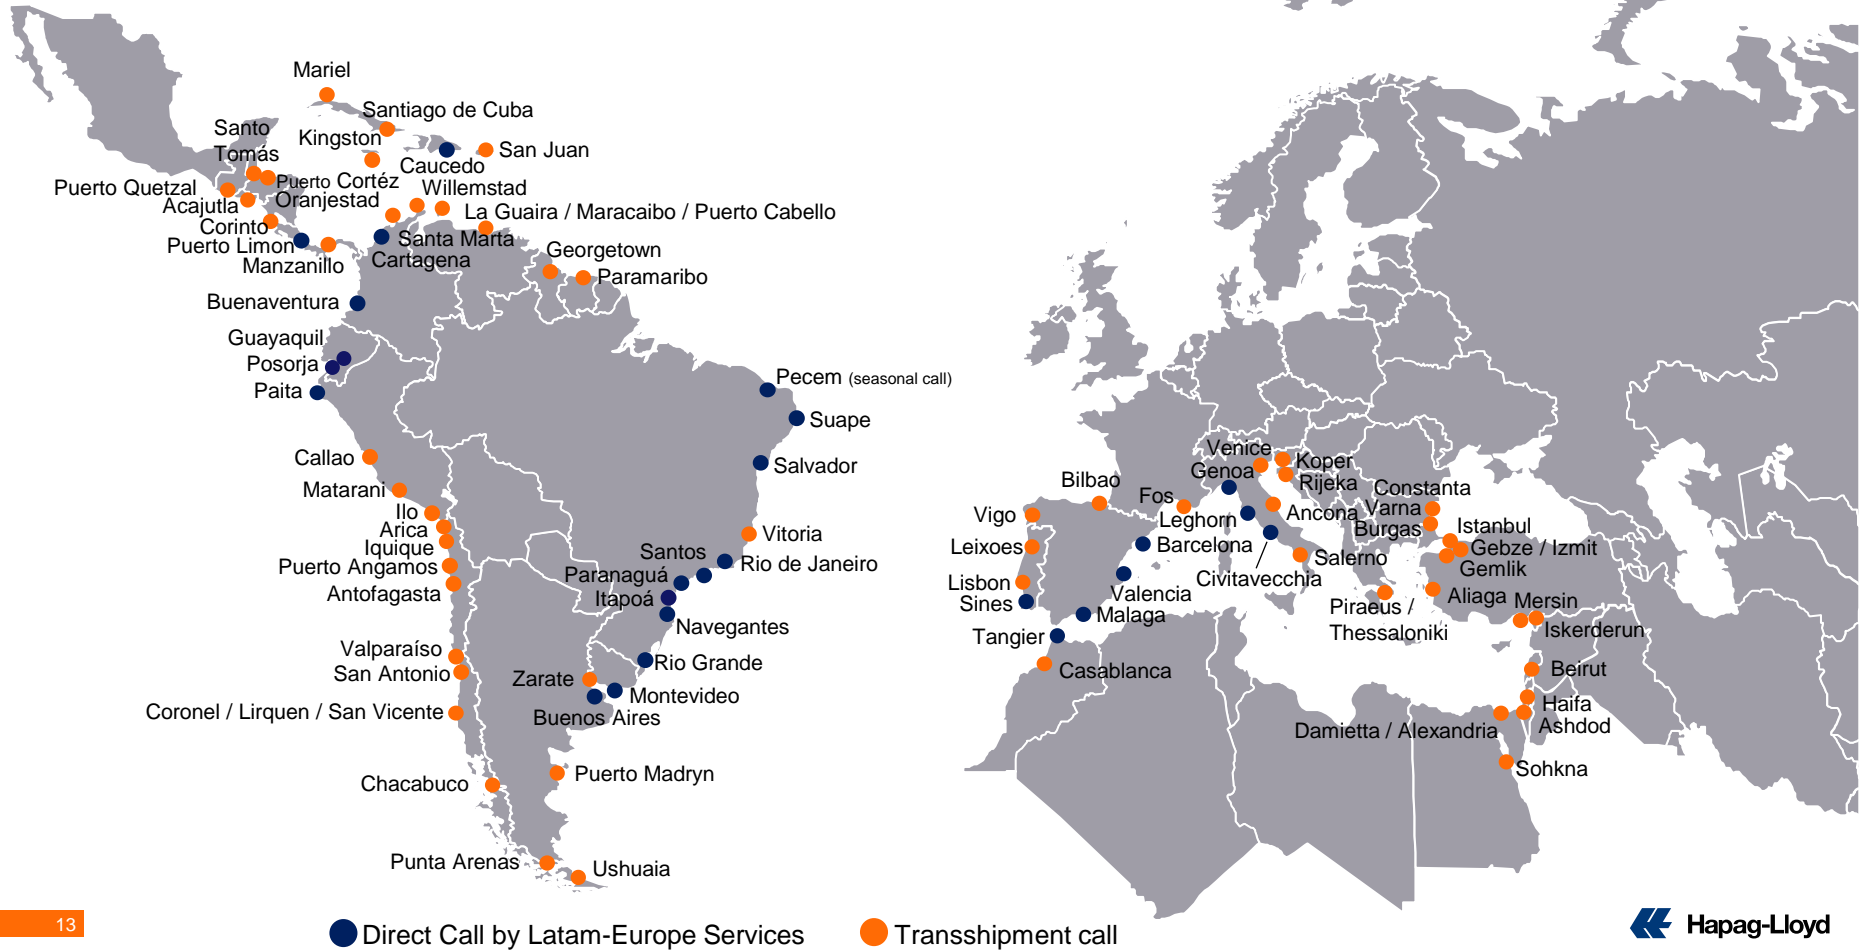 Mariel
Santiago de Cuba
Santo
Tomás
Kingston
San Juan
Caucedo
Puerto Quetzal
Puerto Cortéz
Willemstad
Acajutla
Oranjestad
La Guaira / Maracaibo / Puerto Cabello
Corinto
Santa Marta
Puerto Limon
Georgetown
Manzanillo
Cartagena
Paramaribo
Buenaventura
Guayaquil
Posorja
Paita
Pecem (seasonal call)
Suape
Callao
Salvador
Matarani
Ilo
Arica
Iquique
Vitoria
Santos
Rio de Janeiro
Puerto Angamos
Paranaguá
Antofagasta
Itapoá
Navegantes
Valparaíso
San Antonio
Rio Grande
Zarate
Montevideo
Coronel / Lirquen / San Vicente
Buenos Aires
Puerto Madryn
Chacabuco
Punta Arenas
Ushuaia
Venice
Koper
Genoa
Rijeka
Bilbao
Constanta
Fos
Varna
Vigo
Leghorn
Ancona
Burgas
Istanbul
Leixoes
Barcelona
Gebze / Izmit
Salerno
Gemlik
Lisbon
Civitavecchia
Sines
Valencia
Aliaga
Mersin
Malaga
Piraeus /
Thessaloniki
Iskerderun
Tangier
Casablanca
Beirut
Haifa
Ashdod
Damietta / Alexandria
Sohkna
13
Direct Call by Latam-Europe Services
Transshipment call
Hapag-Lloyd